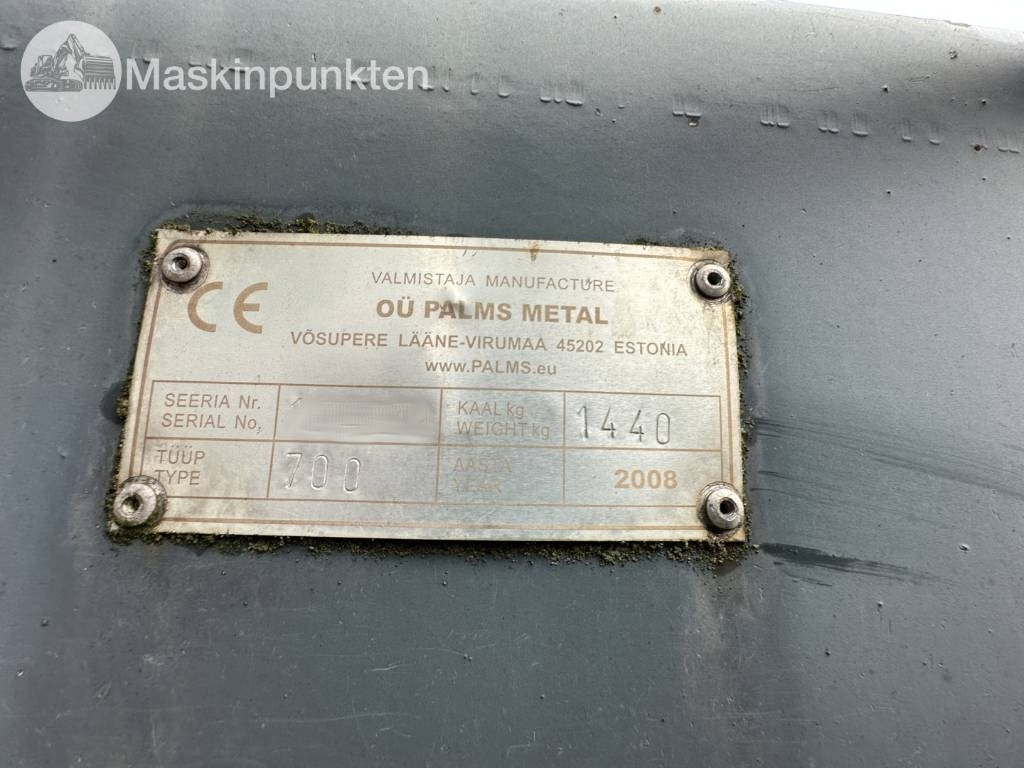 Maskinpunkten
VALMISTAJA MANUFACTURE
CE
OÜ PALMS METAL
VÕSUPERE LÄÄNE-VIRUMAA 45202 ESTONIA
www.PALMS.eu
SEERIA Nr.
SERIAL No,
KAAL kg
WEIGHT kg
1440
TÜÜP
TYPE
700
AASTA
YEAR
2008